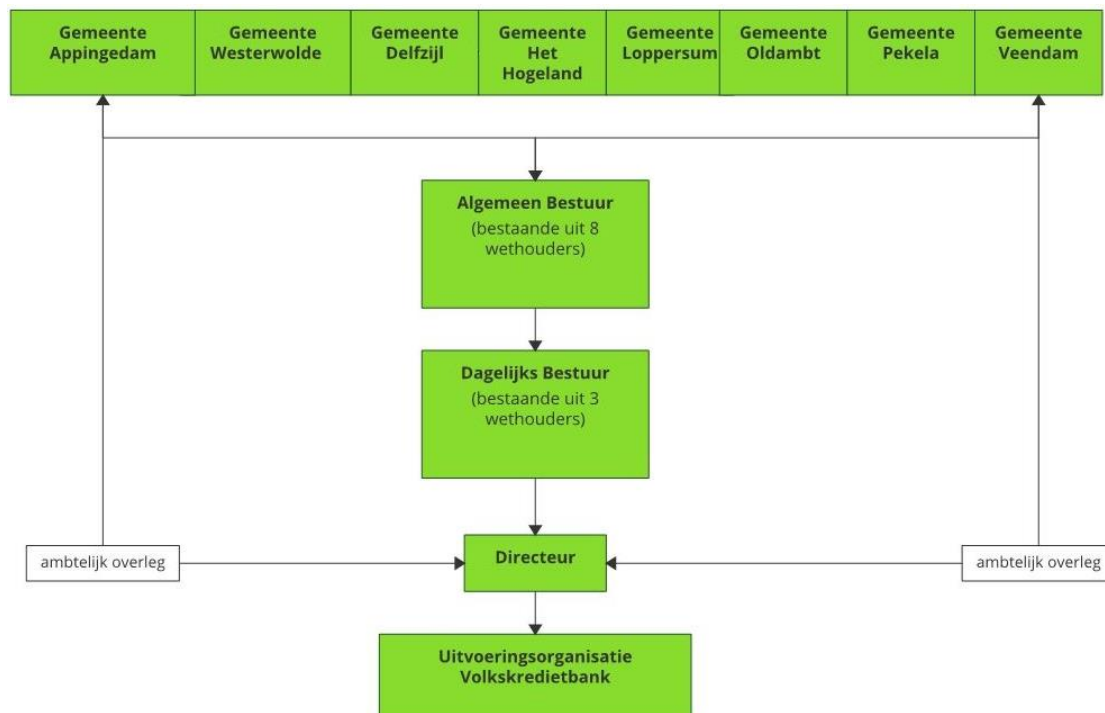 Gemeente
Appingedam
Gemeente
Westerwolde
Gemeente
Delfzijl
Gemeente
Het
Hogeland
Gemeente
Loppersum
Gemeente
Oldambt
Gemeente
Pekela
Gemeente
Veendam
Algemeen Bestuur
(bestaande uit 8
wethouders)
Dagelijks Bestuur
(bestaande uit 3
wethouders)
ambtelijk overleg
Directeur
ambtelijk overleg
Uitvoeringsorganisatie
Volkskredietbank